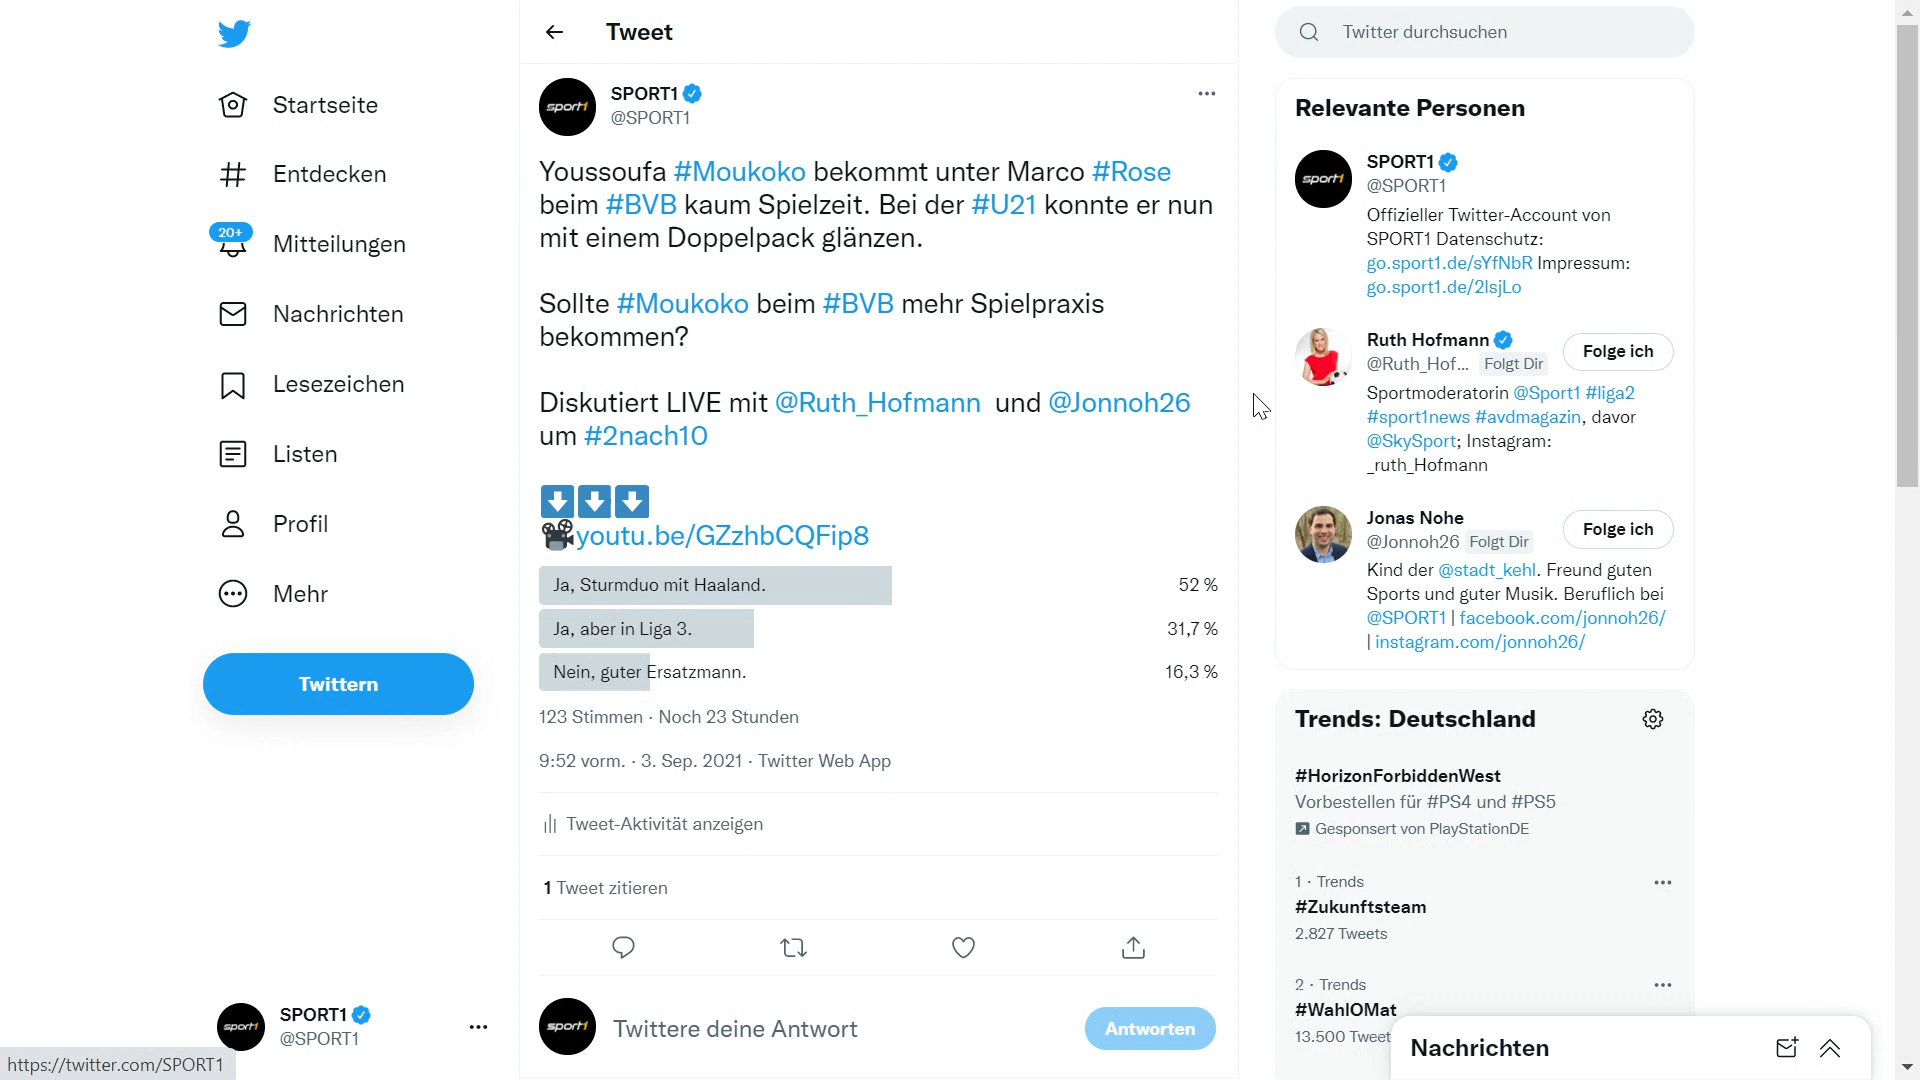 Startseite
Entdecken
20+
Mitteilungen
Nachrichten
Lesezeichen
Listen
Profil
Mehr
Twittern
sport1
SPORT1
@SPORT1
https://twitter.com/SPORT1
Tweet
sport1
SPORT1
@SPORT1
Youssoufa #Moukoko bekommt unter Marco #Rose
beim #BVB kaum Spielzeit. Bei der #U21 konnte er nun
mit einem Doppelpack glänzen.
Sollte #Moukoko beim #BVB mehr Spielpraxis
bekommen?
Diskutiert LIVE mit @Ruth_Hofmann und @Jonnoh26
um #2nach10
⬇️⬇️⬇️
🎥youtu.be/GZzhbCQFip8
Ja, Sturmduo mit Haaland. 52 %
Ja, aber in Liga 3. 31,7 %
Nein, guter Ersatzmann. 16,3 %
123 Stimmen · Noch 23 Stunden
9:52 vorm. · 3. Sep. 2021 · Twitter Web App
Tweet-Aktivität anzeigen
1 Tweet zitieren
sport1
Twittere deine Antwort
Antworten
Twitter durchsuchen
Relevante Personen
sport1
SPORT1
@SPORT1
Offizieller Twitter-Account von
SPORT1 Datenschutz:
go.sport1.de/sYfNbR Impressum:
go.sport1.de/2lsjLo
Ruth Hofmann
@Ruth_Hof... Folgt Dir
Folge ich
Sportmoderatorin @Sport1 #liga2
#sport1news #avdmagazin, davor
@SkySport; Instagram:
_ruth_Hofmann
Jonas Nohe
@Jonnoh26 Folgt Dir
Folge ich
Kind der @stadt_kehl. Freund guten
Sports und guter Musik. Beruflich bei
@SPORT1 | facebook.com/jonnoh26/
| instagram.com/jonnoh26/
Trends: Deutschland
#HorizonForbiddenWest
Vorbestellen für #PS4 und #PS5
Gesponsert von PlayStationDE
1 · Trends
#Zukunftsteam
2.827 Tweets
2 · Trends
#WahlOMat
13.500 Tweet
Nachrichten